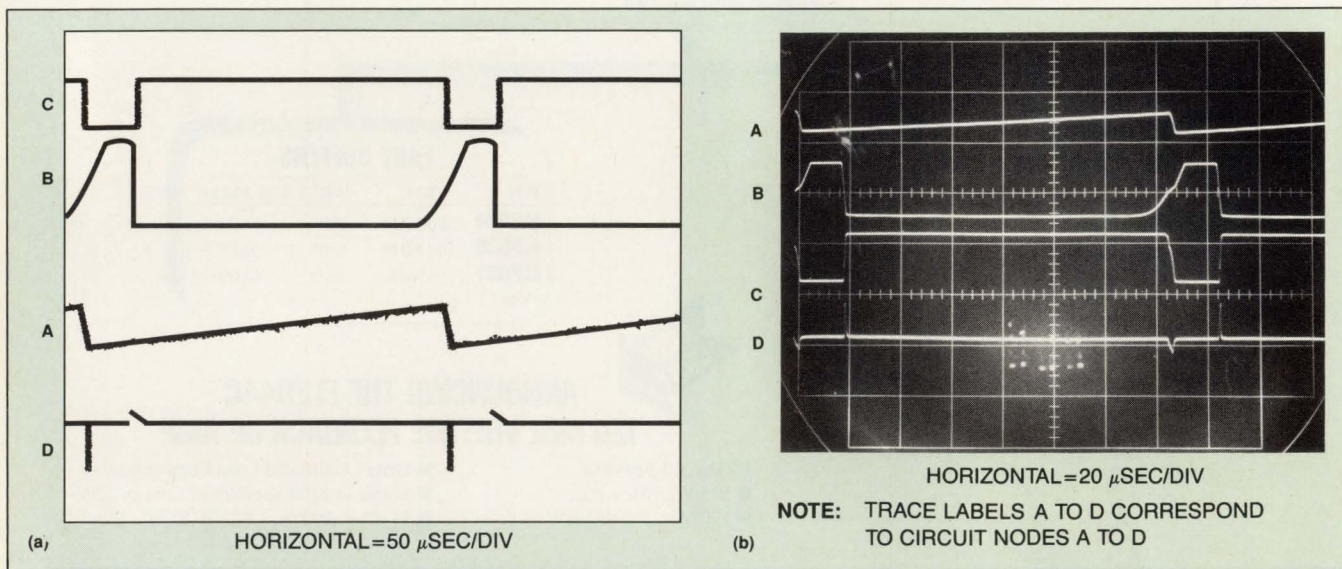 C
B
A
D
(a)
HORIZONTAL=50 μSEC/DIV
A
B
C
D
HORIZONTAL=20 μSEC/DIV
(b)
NOTE: TRACE LABELS A TO D CORRESPOND
TO CIRCUIT NODES A TO D